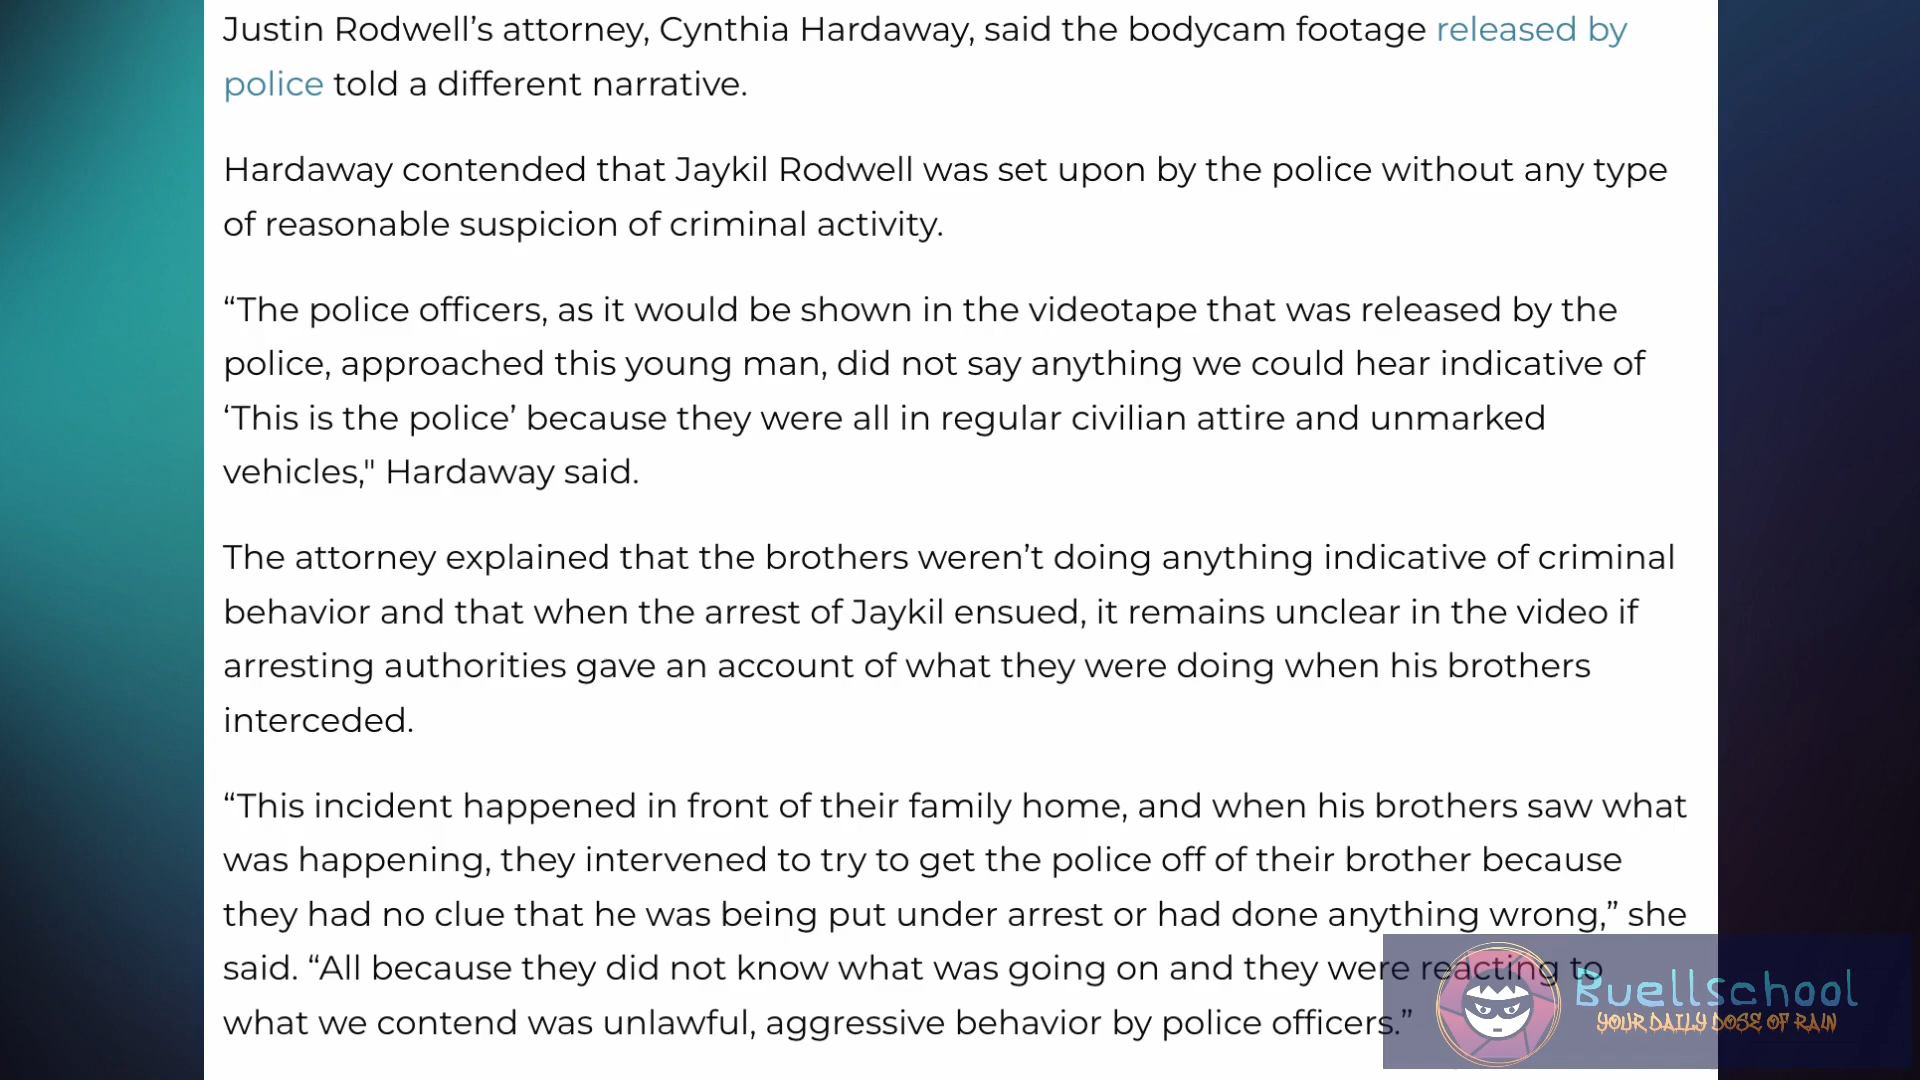 Justin Rodwell’s attorney, Cynthia Hardaway, said the bodycam footage released by
police told a different narrative.
Hardaway contended that Jaykil Rodwell was set upon by the police without any type
of reasonable suspicion of criminal activity.
“The police officers, as it would be shown in the videotape that was released by the
police, approached this young man, did not say anything we could hear indicative of
‘This is the police’ because they were all in regular civilian attire and unmarked
vehicles," Hardaway said.
The attorney explained that the brothers weren’t doing anything indicative of criminal
behavior and that when the arrest of Jaykil ensued, it remains unclear in the video if
arresting authorities gave an account of what they were doing when his brothers
interceded.
“This incident happened in front of their family home, and when his brothers saw what
was happening, they intervened to try to get the police off of their brother because
they had no clue that he was being put under arrest or had done anything wrong,” she
said. “All because they did not know what was going on and they were reacting to
what we contend was unlawful, aggressive behavior by police officers.”
Buellschool
YOUR DAILY DOSE OF RAIN